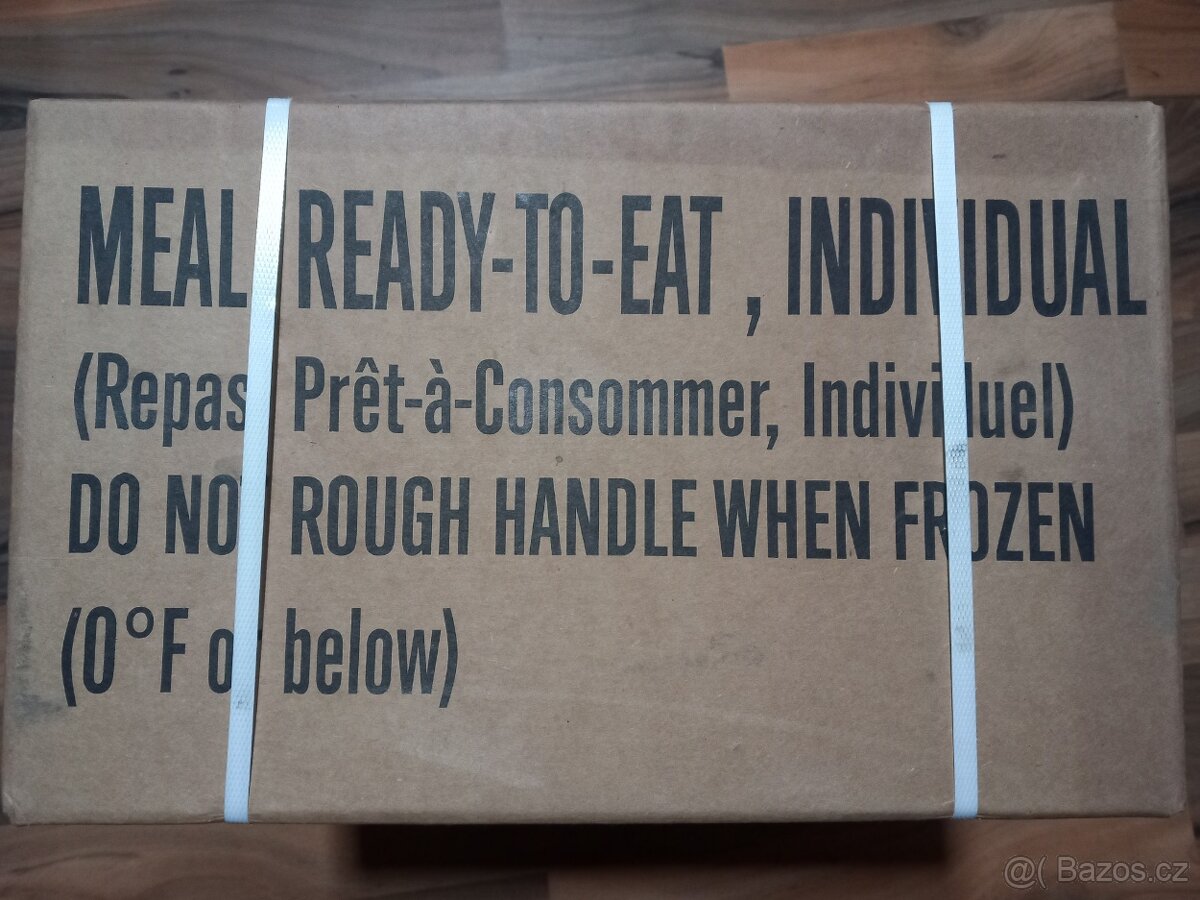 MEAL READY-TO-EAT , INDIVIDUAL
(Repas Prêt-à-Consommer, Individuel)
DO NOT ROUGH HANDLE WHEN FROZEN
(0°F or below)
@( Bazos.cz